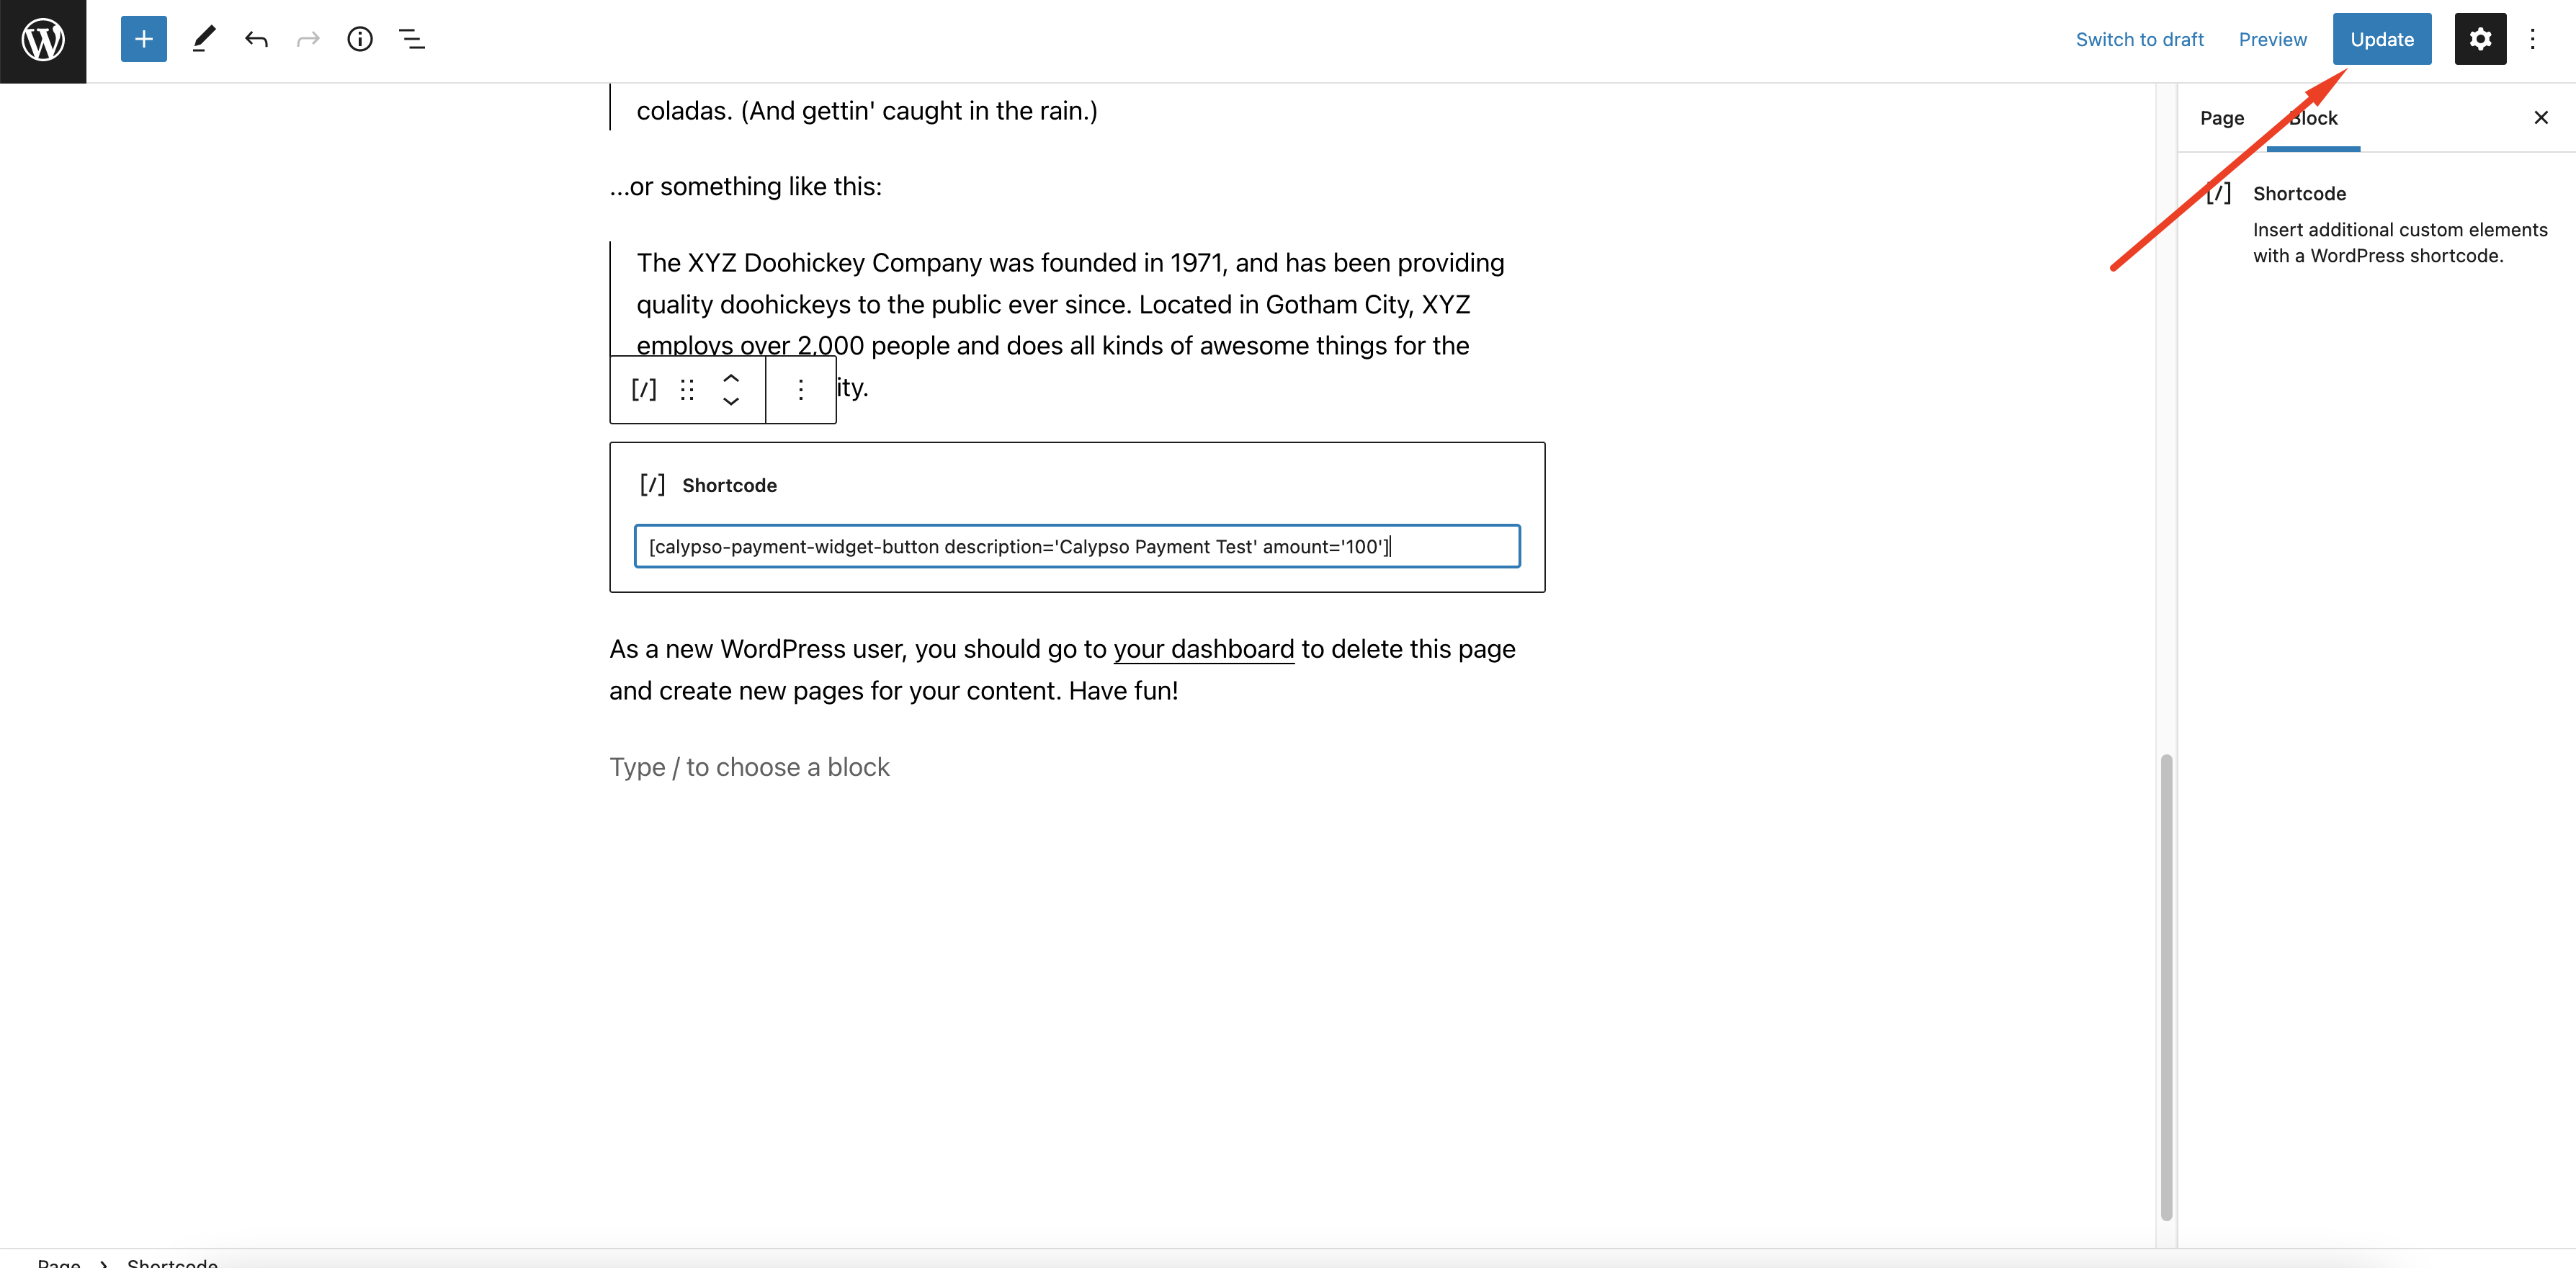 Switch to draft Preview Update
coladas. (And gettin' caught in the rain.)
...or something like this:
The XYZ Doohickey Company was founded in 1971, and has been providing
quality doohickeys to the public ever since. Located in Gotham City, XYZ
employs over 2,000 people and does all kinds of awesome things for the
ity.
[/] Shortcode
[calypso-payment-widget-button description='Calypso Payment Test' amount='100']
As a new WordPress user, you should go to your dashboard to delete this page
and create new pages for your content. Have fun!
Type / to choose a block
Page Block
[/] Shortcode
Insert additional custom elements
with a WordPress shortcode.
Page > Shortcode